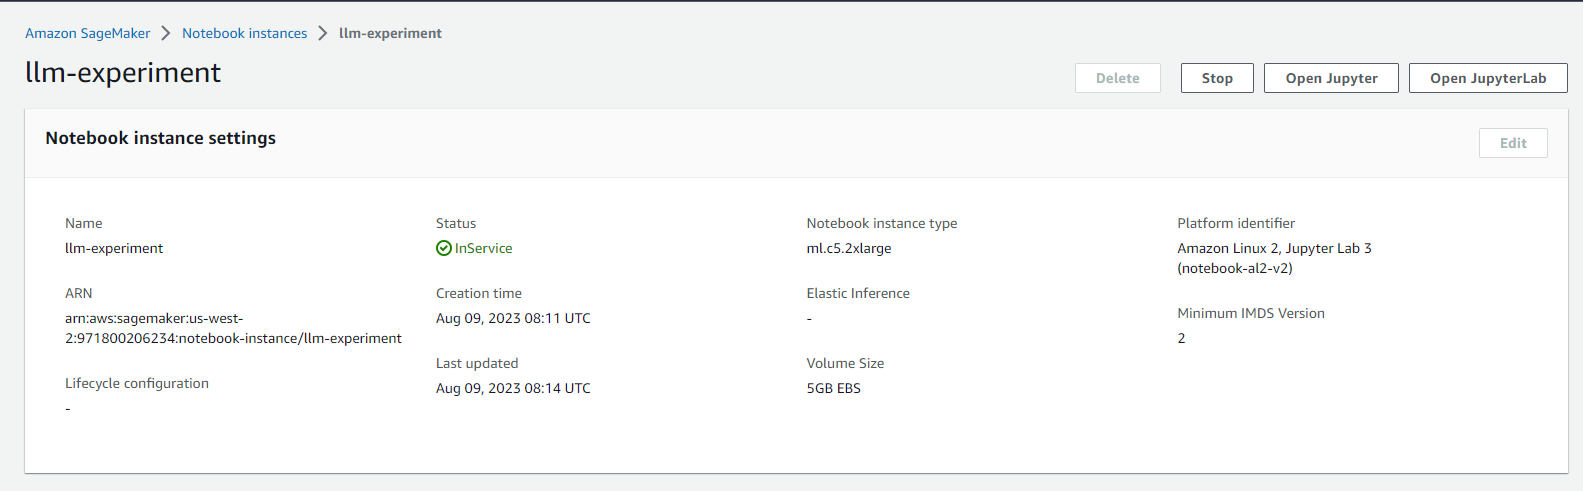 Amazon SageMaker > Notebook instances > llm-experiment
llm-experiment
Delete
Stop
Open Jupyter
Open JupyterLab
Notebook instance settings
Edit
Name
llm-experiment
ARN
arn:aws:sagemaker:us-west-
2:971800206234:notebook-instance/llm-experiment
Lifecycle configuration
-
Status
InService
Creation time
Aug 09, 2023 08:11 UTC
Last updated
Aug 09, 2023 08:14 UTC
Notebook instance type
ml.c5.2xlarge
Elastic Inference
-
Volume Size
5GB EBS
Platform identifier
Amazon Linux 2, Jupyter Lab 3
(notebook-al2-v2)
Minimum IMDS Version
2